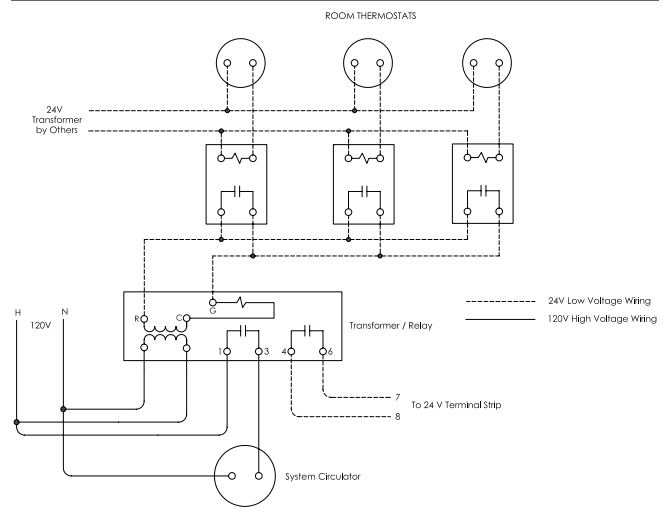 ROOM THERMOSTATS
24V
Transformer
by Others
G
R
C
H
N
120V
1
3
4
6
Transformer / Relay
24V Low Voltage Wiring
120V High Voltage Wiring
7
8
To 24 V Terminal Strip
System Circulator